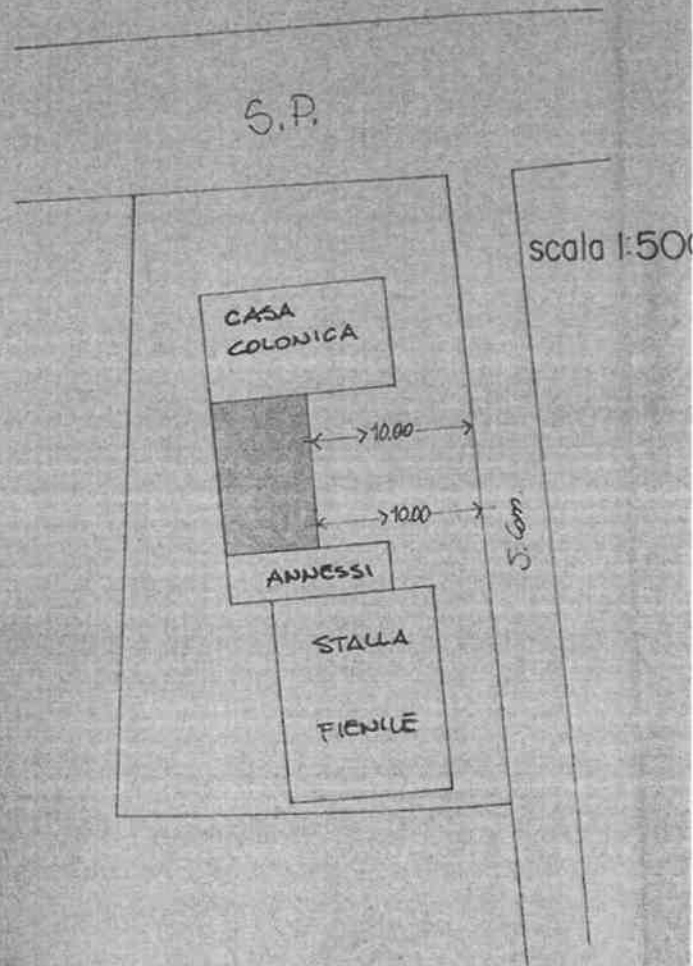 S.P.
scala 1:500
CASA
COLONICA
>10.00
>10.00
S. Com.
ANNESSI
STALLA
FIENILE